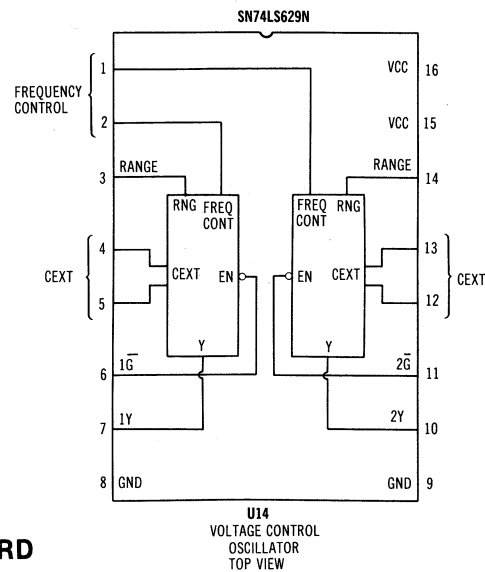 SN74LS629N
1
VCC
16
FREQUENCY
CONTROL
2
VCC
15
3
RANGE
RANGE
14
RNG
FREQ
CONT
FREQ
CONT
RNG
4
13
CEXT
CEXT
EN
EN
CEXT
CEXT
5
12
Y
Y
6
1G̅
2G̅
11
7
1Y
2Y
10
8
GND
GND
9
U14
VOLTAGE CONTROL
OSCILLATOR
TOP VIEW
RD